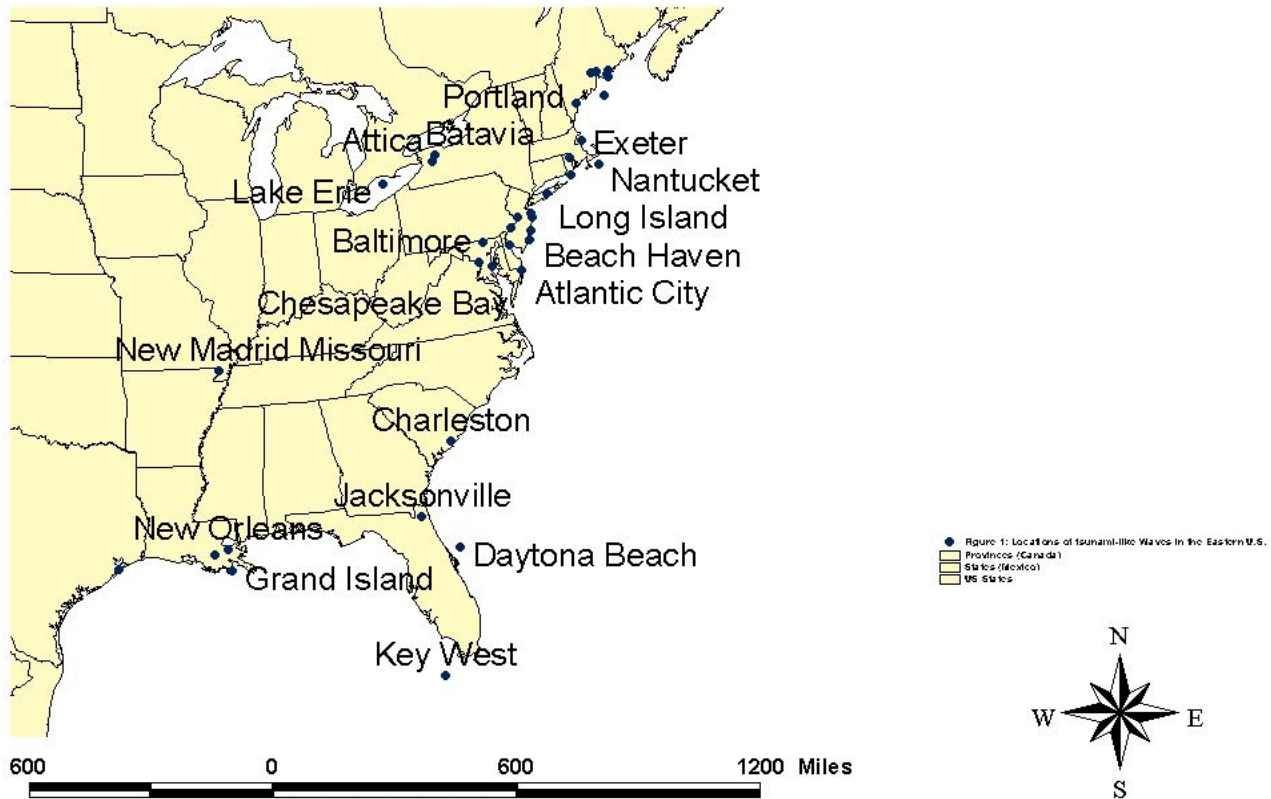 Portland
Attica Batavia
Exeter
Lake Erie
Nantucket
Long Island
Baltimore
Beach Haven
Atlantic City
Chesapeake Bay
New Madrid Missouri
Charleston
Jacksonville
New Orleans
Daytona Beach
Grand Island
Key West
Figure 1: Locations of tsunami-like Waves in the Eastern U.S.
Provinces (Canada)
States (Mexico)
US States
N
W E
S
600 0 600 1200 Miles